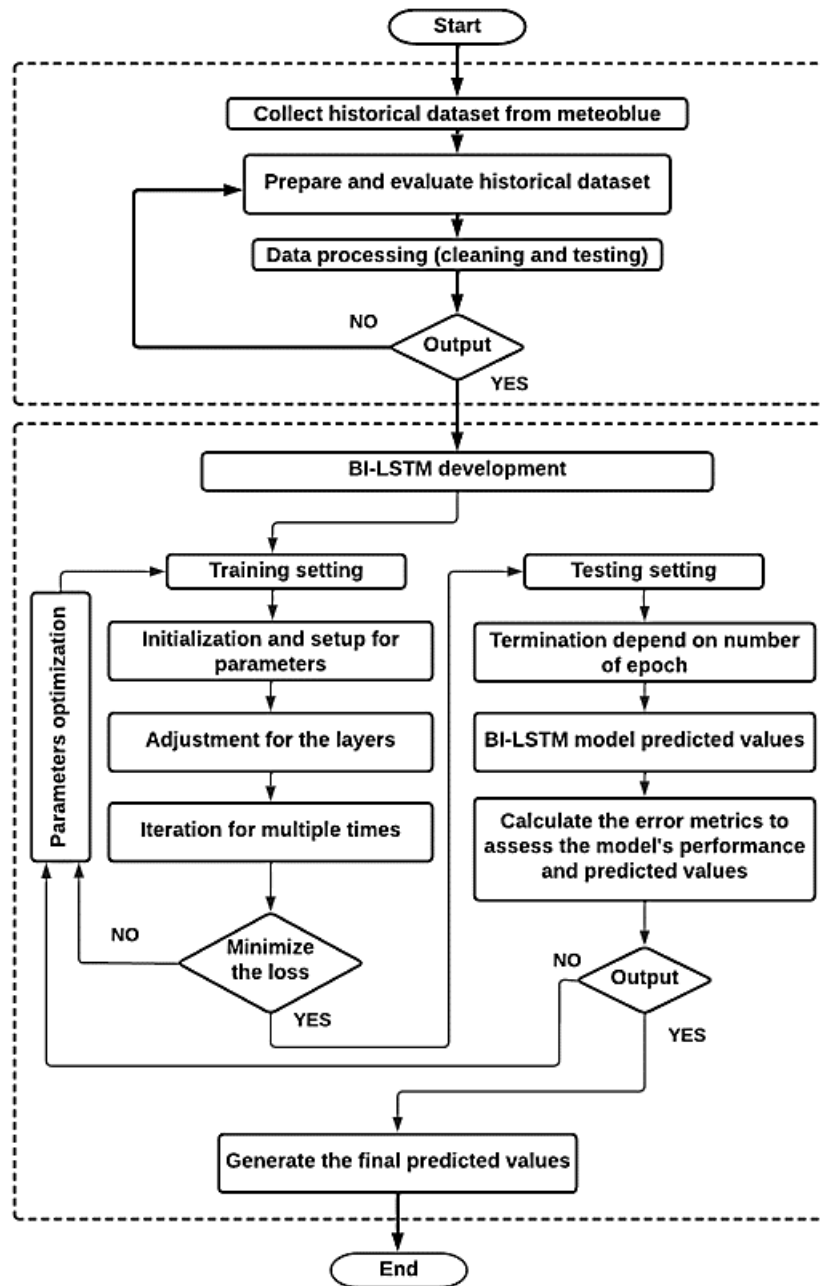 Start
Collect historical dataset from meteoblue
Prepare and evaluate historical dataset
Data processing (cleaning and testing)
NO
Output
YES
BI-LSTM development
Training setting
Testing setting
Parameters optimization
Initialization and setup for
parameters
Termination depend on number
of epoch
Adjustment for the layers
BI-LSTM model predicted values
Iteration for multiple times
Calculate the error metrics to
assess the model's performance
and predicted values
NO
Minimize
the loss
YES
NO
Output
YES
Generate the final predicted values
End